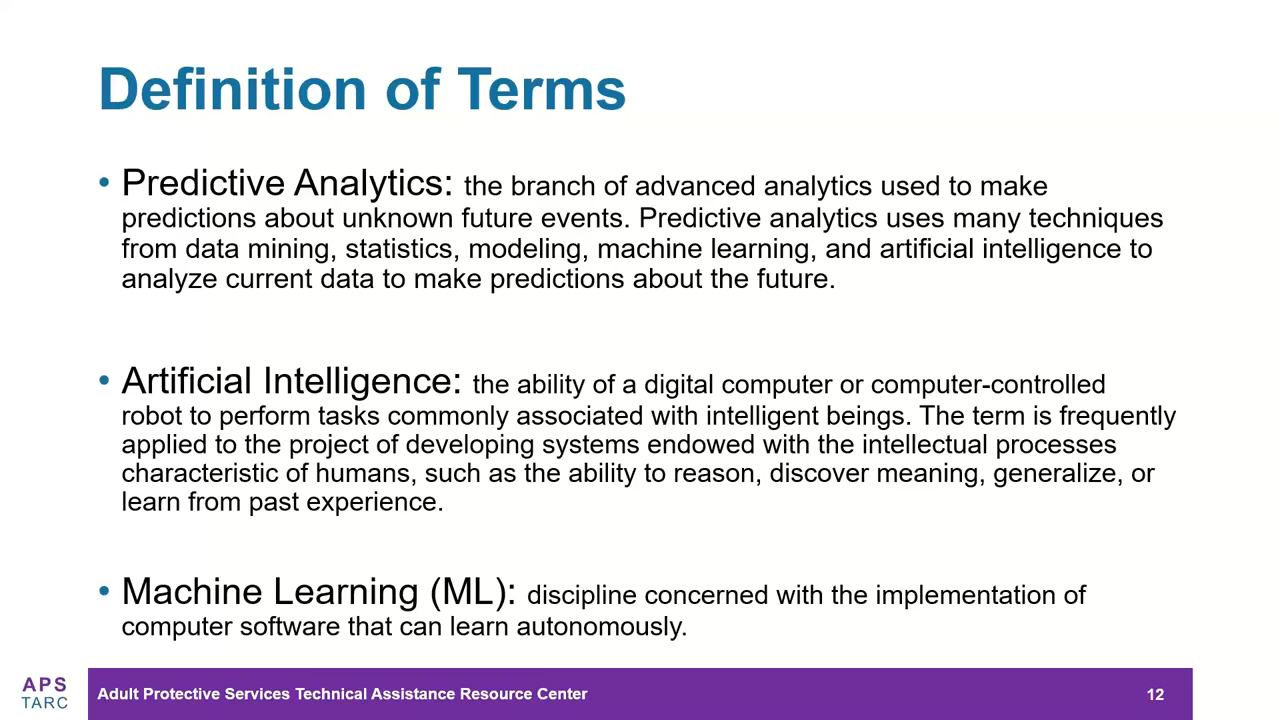 Definition of Terms
• Predictive Analytics: the branch of advanced analytics used to make
predictions about unknown future events. Predictive analytics uses many techniques
from data mining, statistics, modeling, machine learning, and artificial intelligence to
analyze current data to make predictions about the future.
• Artificial Intelligence: the ability of a digital computer or computer-controlled
robot to perform tasks commonly associated with intelligent beings. The term is frequently
applied to the project of developing systems endowed with the intellectual processes
characteristic of humans, such as the ability to reason, discover meaning, generalize, or
learn from past experience.
• Machine Learning (ML): discipline concerned with the implementation of
computer software that can learn autonomously.
APS
TARC
Adult Protective Services Technical Assistance Resource Center
12